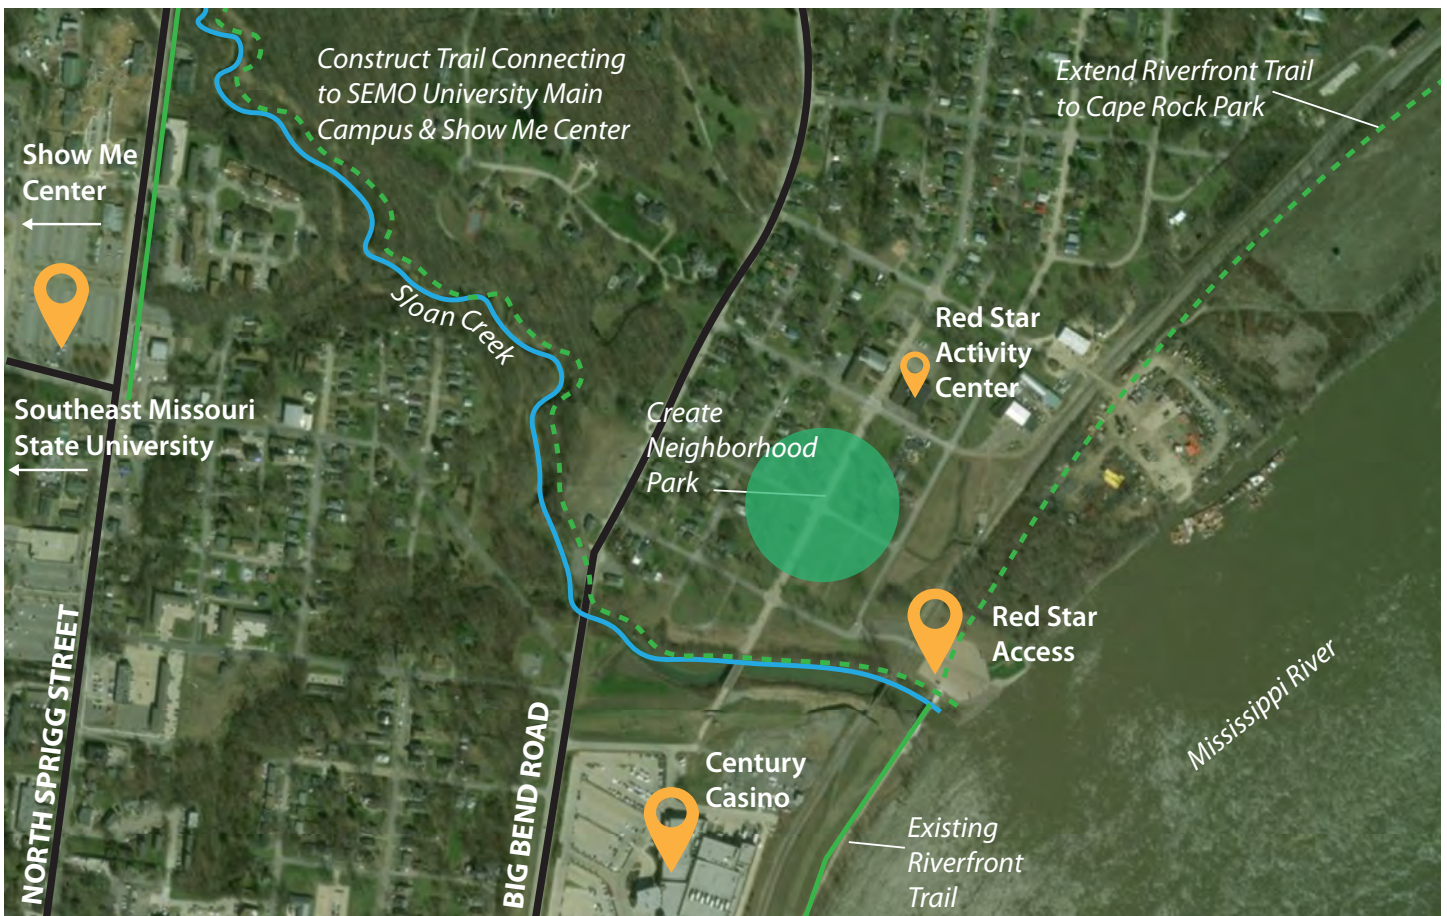 Construct Trail Connecting
to SEMO University Main
Campus & Show Me Center
Extend Riverfront Trail
to Cape Rock Park
Show Me
Center
Sloan Creek
Red Star
Activity
Center
Southeast Missouri
State University
Create
Neighborhood
Park
Red Star
Access
Mississippi River
NORTH SPRIGG STREET
BIG BEND ROAD
Century
Casino
Existing
Riverfront
Trail